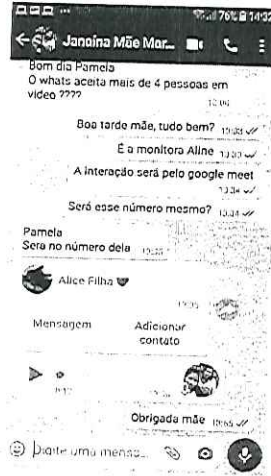 76% 14:32
Janaína Mãe Mar...
Bom dia Pamela
O whats aceita mais de 4 pessoas em
video ????
Boa tarde mãe, tudo bem?
É a monitora Aline
A interação será pelo google meet
Será esse número mesmo?
Pamela
Sera no número dela
Alice Filha
Mensagem
Adicionar
contato
Obrigada mãe
Digite uma mensa...